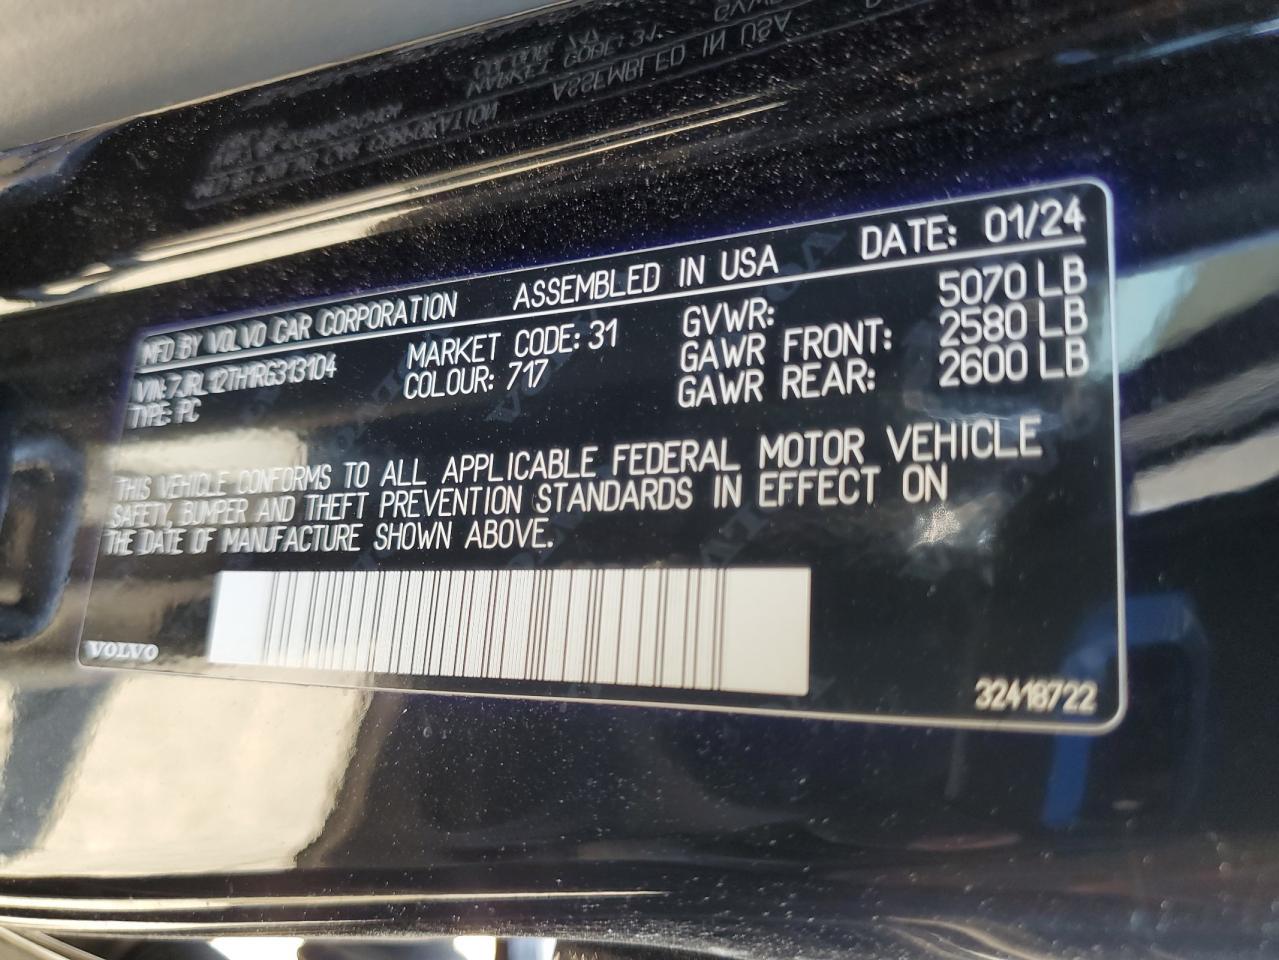 MFD BY VOLVO CAR CORPORATION ASSEMBLED IN USA DATE: 01/24
VIN: 7JRL12TH1RG313104 MARKET CODE: 31 GVWR: 5070 LB
TYPE: PC COLOUR: 717 GAWR FRONT: 2580 LB
GAWR REAR: 2600 LB
THIS VEHICLE CONFORMS TO ALL APPLICABLE FEDERAL MOTOR VEHICLE
SAFETY, BUMPER AND THEFT PREVENTION STANDARDS IN EFFECT ON
THE DATE OF MANUFACTURE SHOWN ABOVE.
VOLVO
32418722